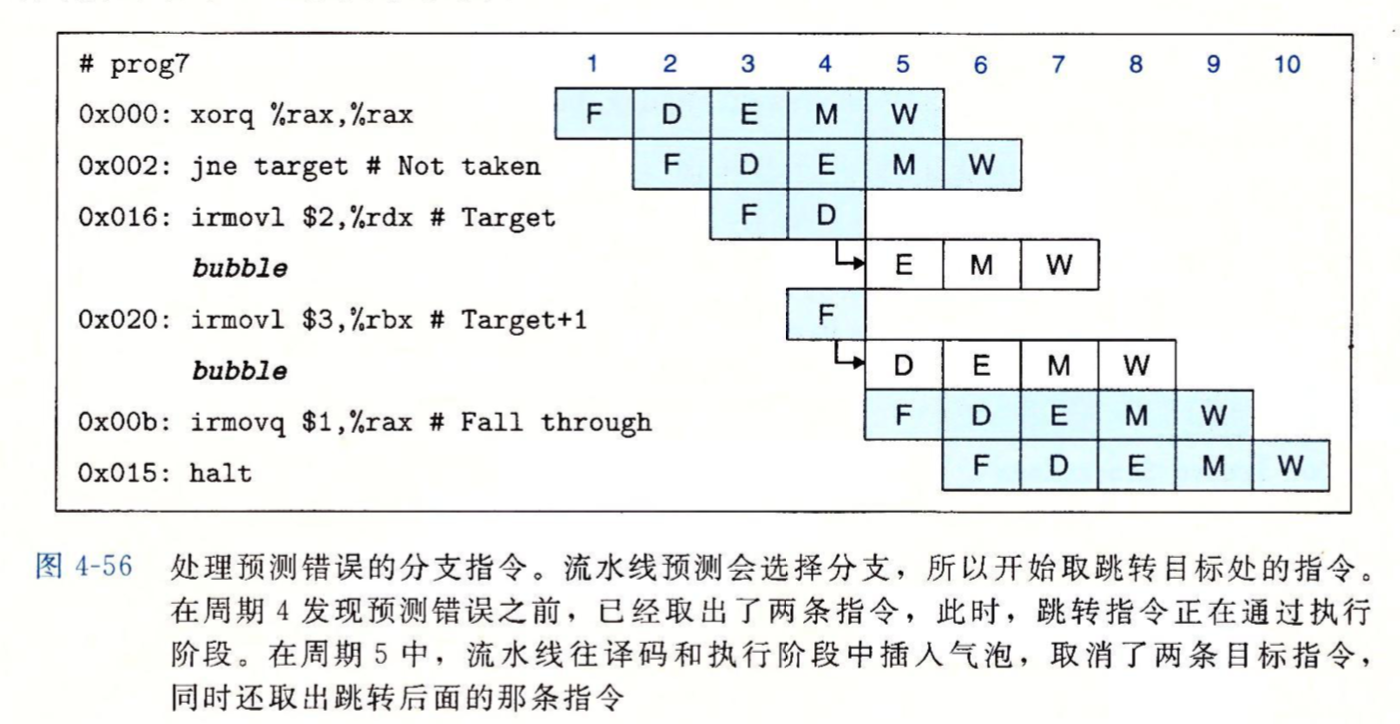 # prog7 1 2 3 4 5 6 7 8 9 10
0x000: xorq %rax,%rax F D E M W
0x002: jne target # Not taken F D E M W
0x016: irmovl $2,%rdx # Target F D
bubble E M W
0x020: irmovl $3,%rbx # Target+1 F
bubble D E M W
0x00b: irmovq $1,%rax # Fall through F D E M W
0x015: halt F D E M W
图 4-56 处理预测错误的分支指令。流水线预测会选择分支，所以开始取跳转目标处的指令。
在周期 4 发现预测错误之前，已经取出了两条指令，此时，跳转指令正在通过执行
阶段。在周期 5 中，流水线往译码和执行阶段中插入气泡，取消了两条目标指令，
同时还取出跳转后面的那条指令